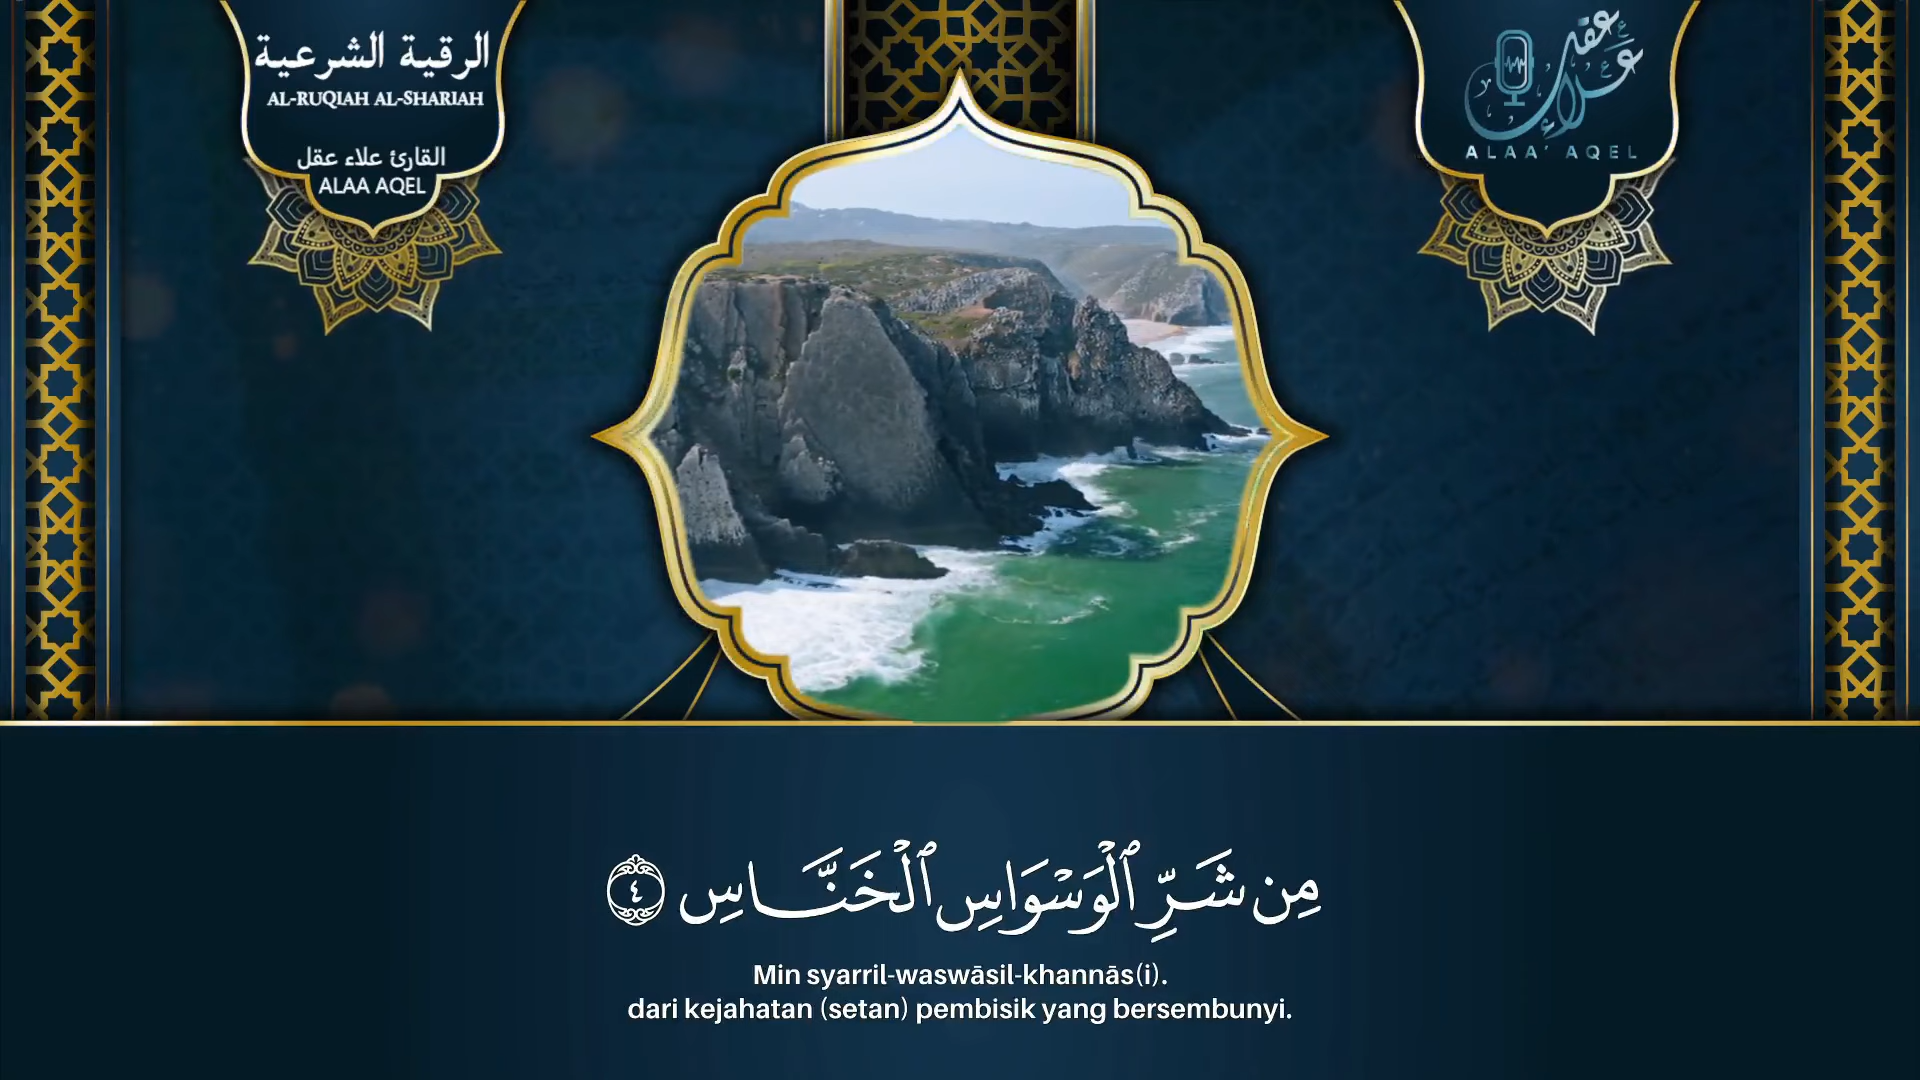 الرقية الشرعية
AL-RUQIAH AL-SHARIAH
القارئ علاء عقل
ALAA AQEL
علاء عقل
ALAA' AQEL
مِن شَرِّ ٱلْوَسْوَاسِ ٱلْخَنَّاسِ ٤
Min syarril-waswāsil-khannās(i).
dari kejahatan (setan) pembisik yang bersembunyi.